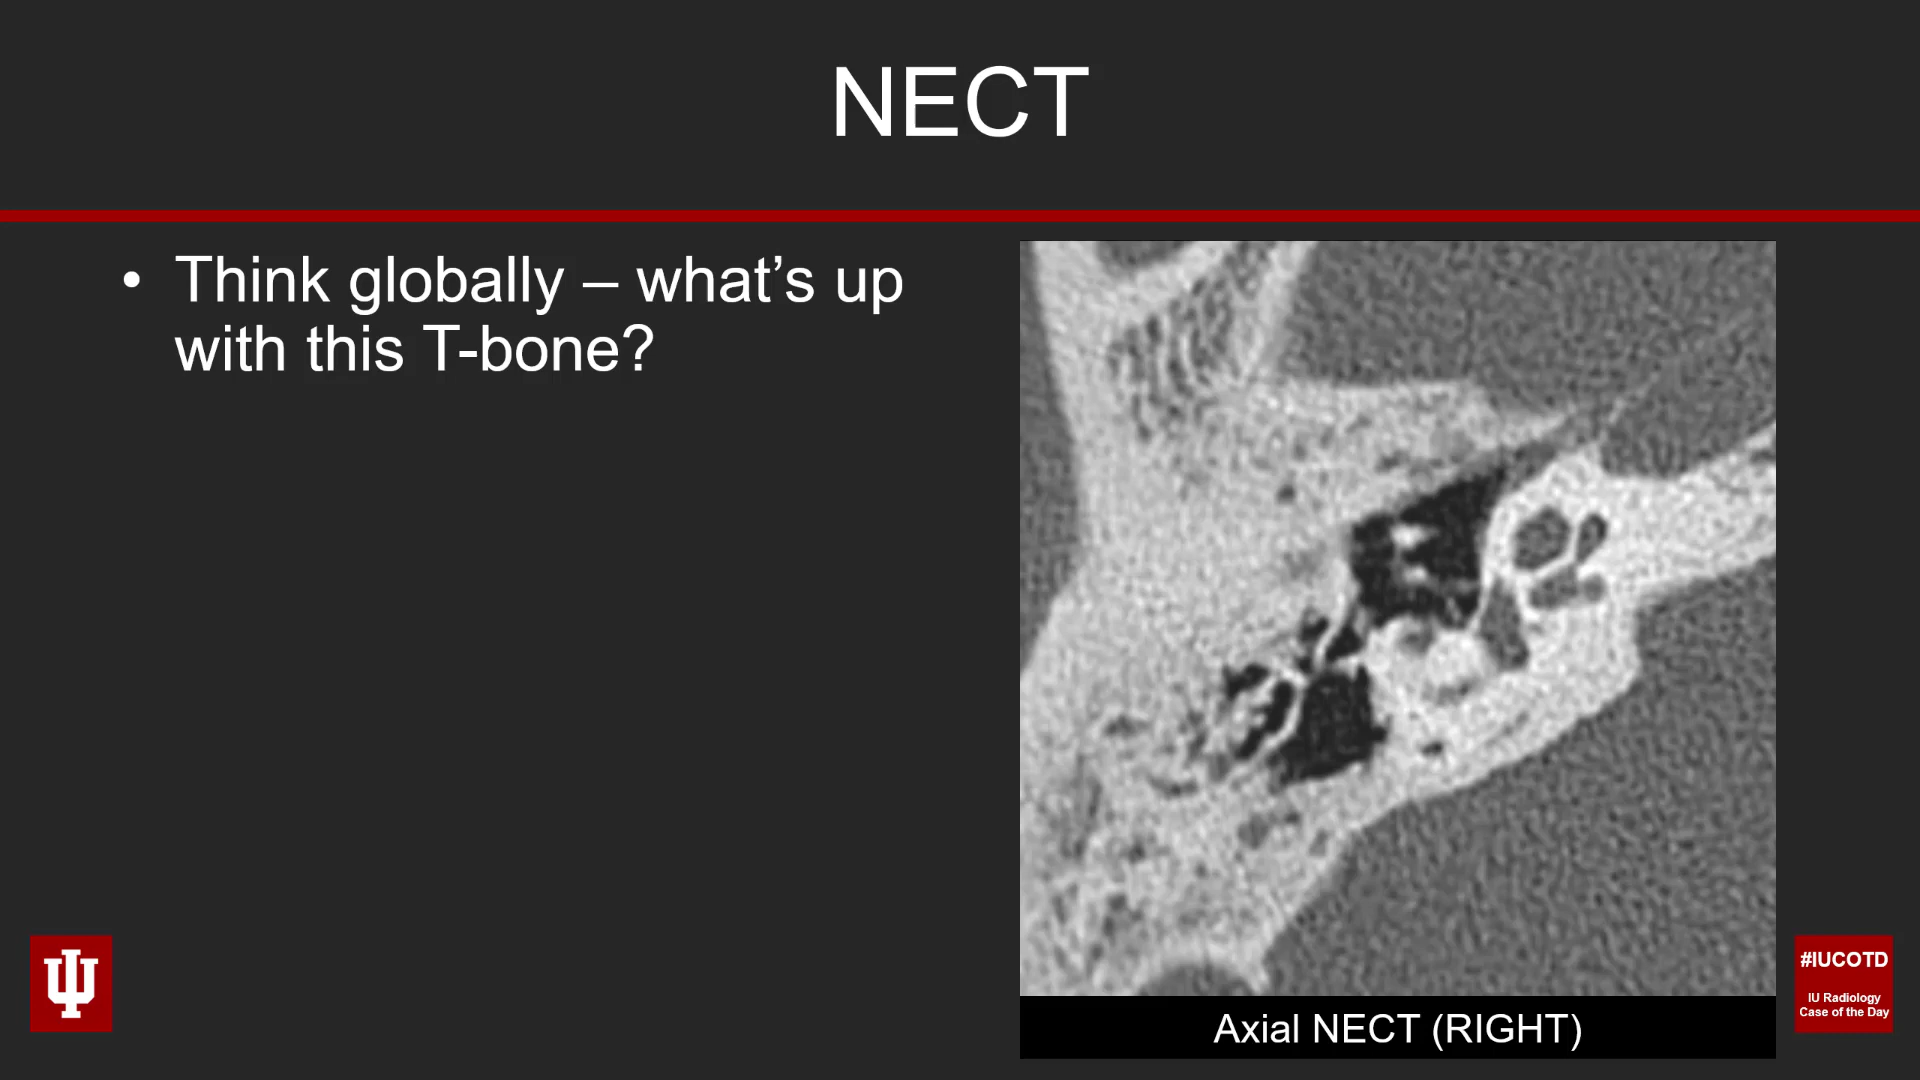 NECT
• Think globally – what’s up
with this T-bone?
Axial NECT (RIGHT)
#IUCOTD
IU Radiology
Case of the Day